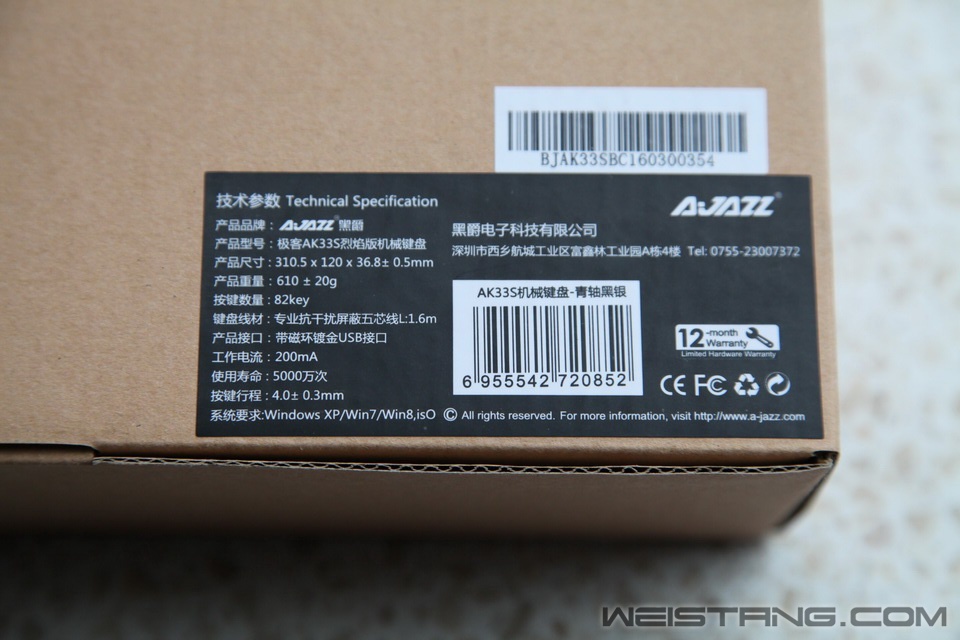 BJAK33SBC160300354
技术参数 Technical Specification
A-JAZZ
产品品牌：A-JAZZ 黑爵
产品型号：极客AK33S烈焰版机械键盘
产品尺寸：310.5 x 120 x 36.8± 0.5mm
产品重量：610 ± 20g
按键数量：82key
键盘线材：专业抗干扰屏蔽五芯线L:1.6m
产品接口：带磁环镀金USB接口
工作电流：200mA
使用寿命：5000万次
按键行程：4.0± 0.3mm
系统要求:Windows XP/Win7/Win8,isO
黑爵电子科技有限公司
深圳市西乡航城工业区富鑫林工业园A栋4楼 Tel: 0755-23007372
AK33S机械键盘-青轴黑银
6 955542 720852
12-month
Warranty
Limited Hardware Warranty
CE FC
© All rights reserved. For more information, visit http://www.a-jazz.com
WEISTANG.COM